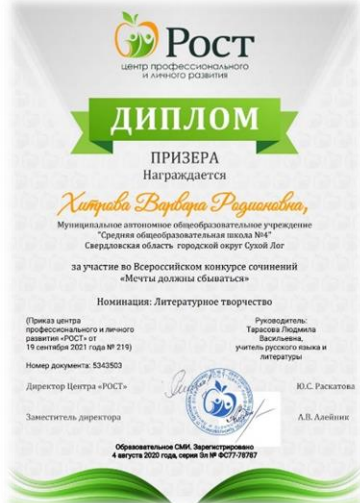 Рост
центр профессионального
и личного развития
ДИПЛОМ
ПРИЗЕРА
Награждается
Хитрова Варвара Родионовна,
Муниципальное автономное общеобразовательное учреждение
"Средняя общеобразовательная школа №4"
Свердловская область городской округ Сухой Лог
за участие во Всероссийском конкурсе сочинений
«Мечты должны сбываться»
Номинация: Литературное творчество
(Приказ центра
профессионального и личного
развития «РОСТ» от
19 сентября 2021 года № 219)
Номер документа: 5343503
Руководитель:
Тарасова Людмила
Васильевна,
учитель русского языка и
литературы
Директор Центра «РОСТ»
Ю.С. Раскатова
Заместитель директора
А.В. Алейник
Образовательное СМИ. Зарегистрировано
4 августа 2020 года, серия Эл № ФС77-78787